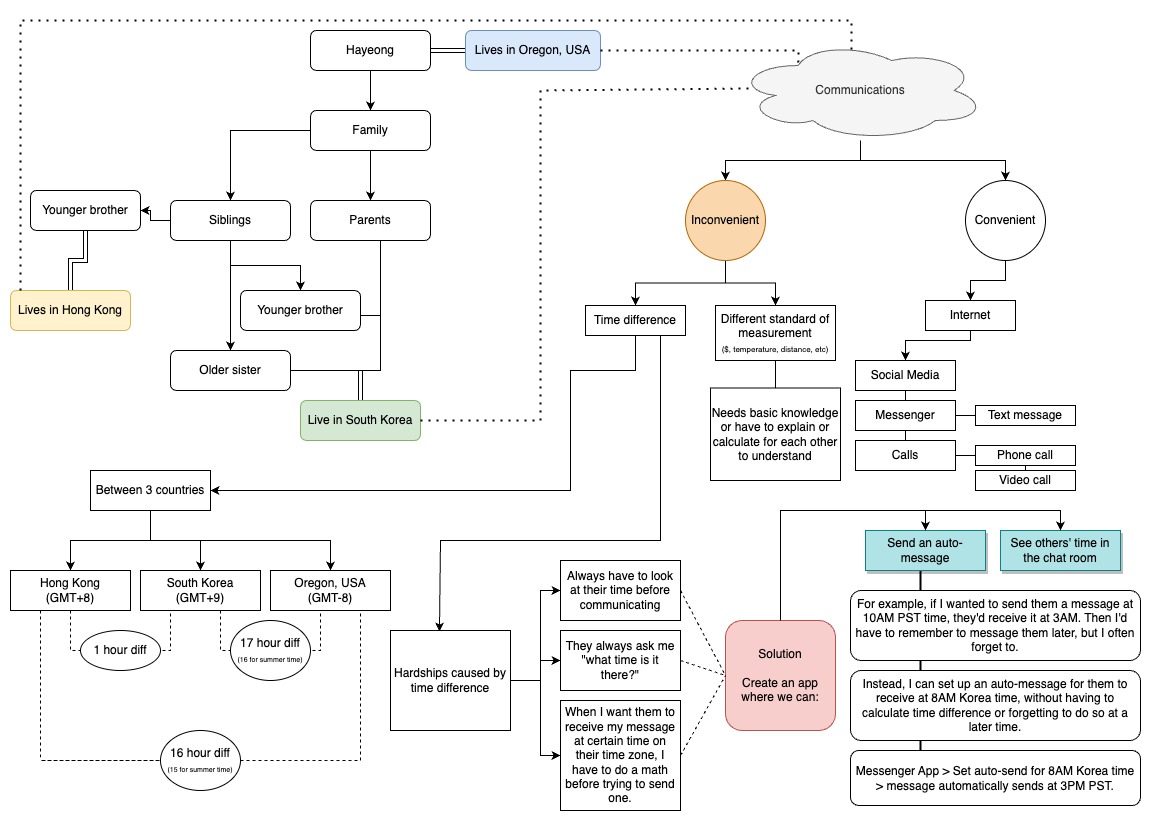 Hayeong
Lives in Oregon, USA
Communications
Family
Younger brother
Siblings
Parents
Inconvenient
Convenient
Lives in Hong Kong
Younger brother
Time difference
Different standard of
measurement
($, temperature, distance, etc)
Internet
Older sister
Social Media
Live in South Korea
Needs basic knowledge
or have to explain or
calculate for each other
to understand
Messenger
Text message
Calls
Phone call
Video call
Between 3 countries
Hong Kong
(GMT+8)
South Korea
(GMT+9)
Oregon, USA
(GMT-8)
1 hour diff
17 hour diff
(16 for summer time)
16 hour diff
(15 for summer time)
Hardships caused by
time difference
Always have to look
at their time before
communicating
They always ask me
"what time is it
there?"
When I want them to
receive my message
at certain time on
their time zone, I
have to do a math
before trying to send
one.
Solution
Create an app
where we can:
Send an auto-
message
See others' time in
the chat room
For example, if I wanted to send them a message at
10AM PST time, they'd receive it at 3AM. Then I'd
have to remember to message them later, but I often
forget to.
Instead, I can set up an auto-message for them to
receive at 8AM Korea time, without having to
calculate time difference or forgetting to do so at a
later time.
Messenger App > Set auto-send for 8AM Korea time
> message automatically sends at 3PM PST.